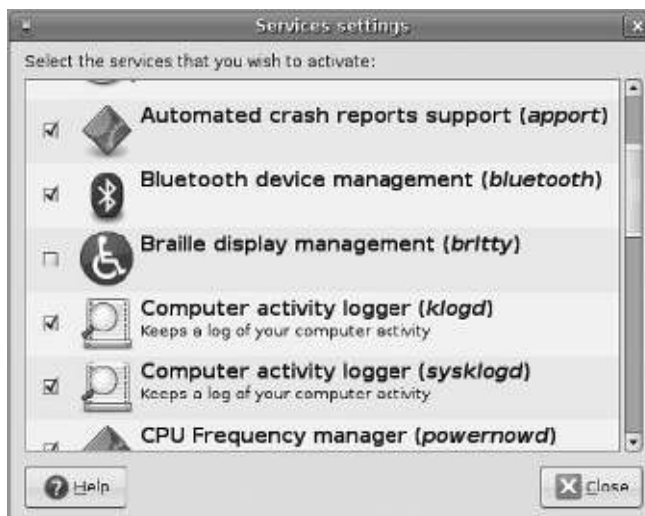 Services settings
Select the services that you wish to activate:
Automated crash reports support (apport)
Bluetooth device management (bluetooth)
Braille display management (brltty)
Computer activity logger (klogd)
Keeps a log of your computer activity
Computer activity logger (sysklogd)
Keeps a log of your computer activity
CPU Frequency manager (powernowd)
Help
Close